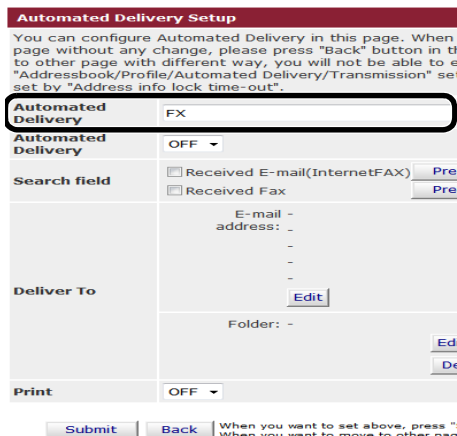 Automated Delivery Setup
You can configure Automated Delivery in this page. When
page without any change, please press "Back" button in
to other page with different way, you will not be able to
"Addressbook/Profile/Automated Delivery/Transmission"
set by "Address info lock time-out".
Automated
Delivery
FX
Automated
Delivery
OFF
Search field
Received E-mail(InternetFAX)
Received Fax
E-mail -
address: -
-
-
-
Deliver To
Edit
Folder: -
Print
OFF
Submit Back When you want to set above, press
When you want to move to other